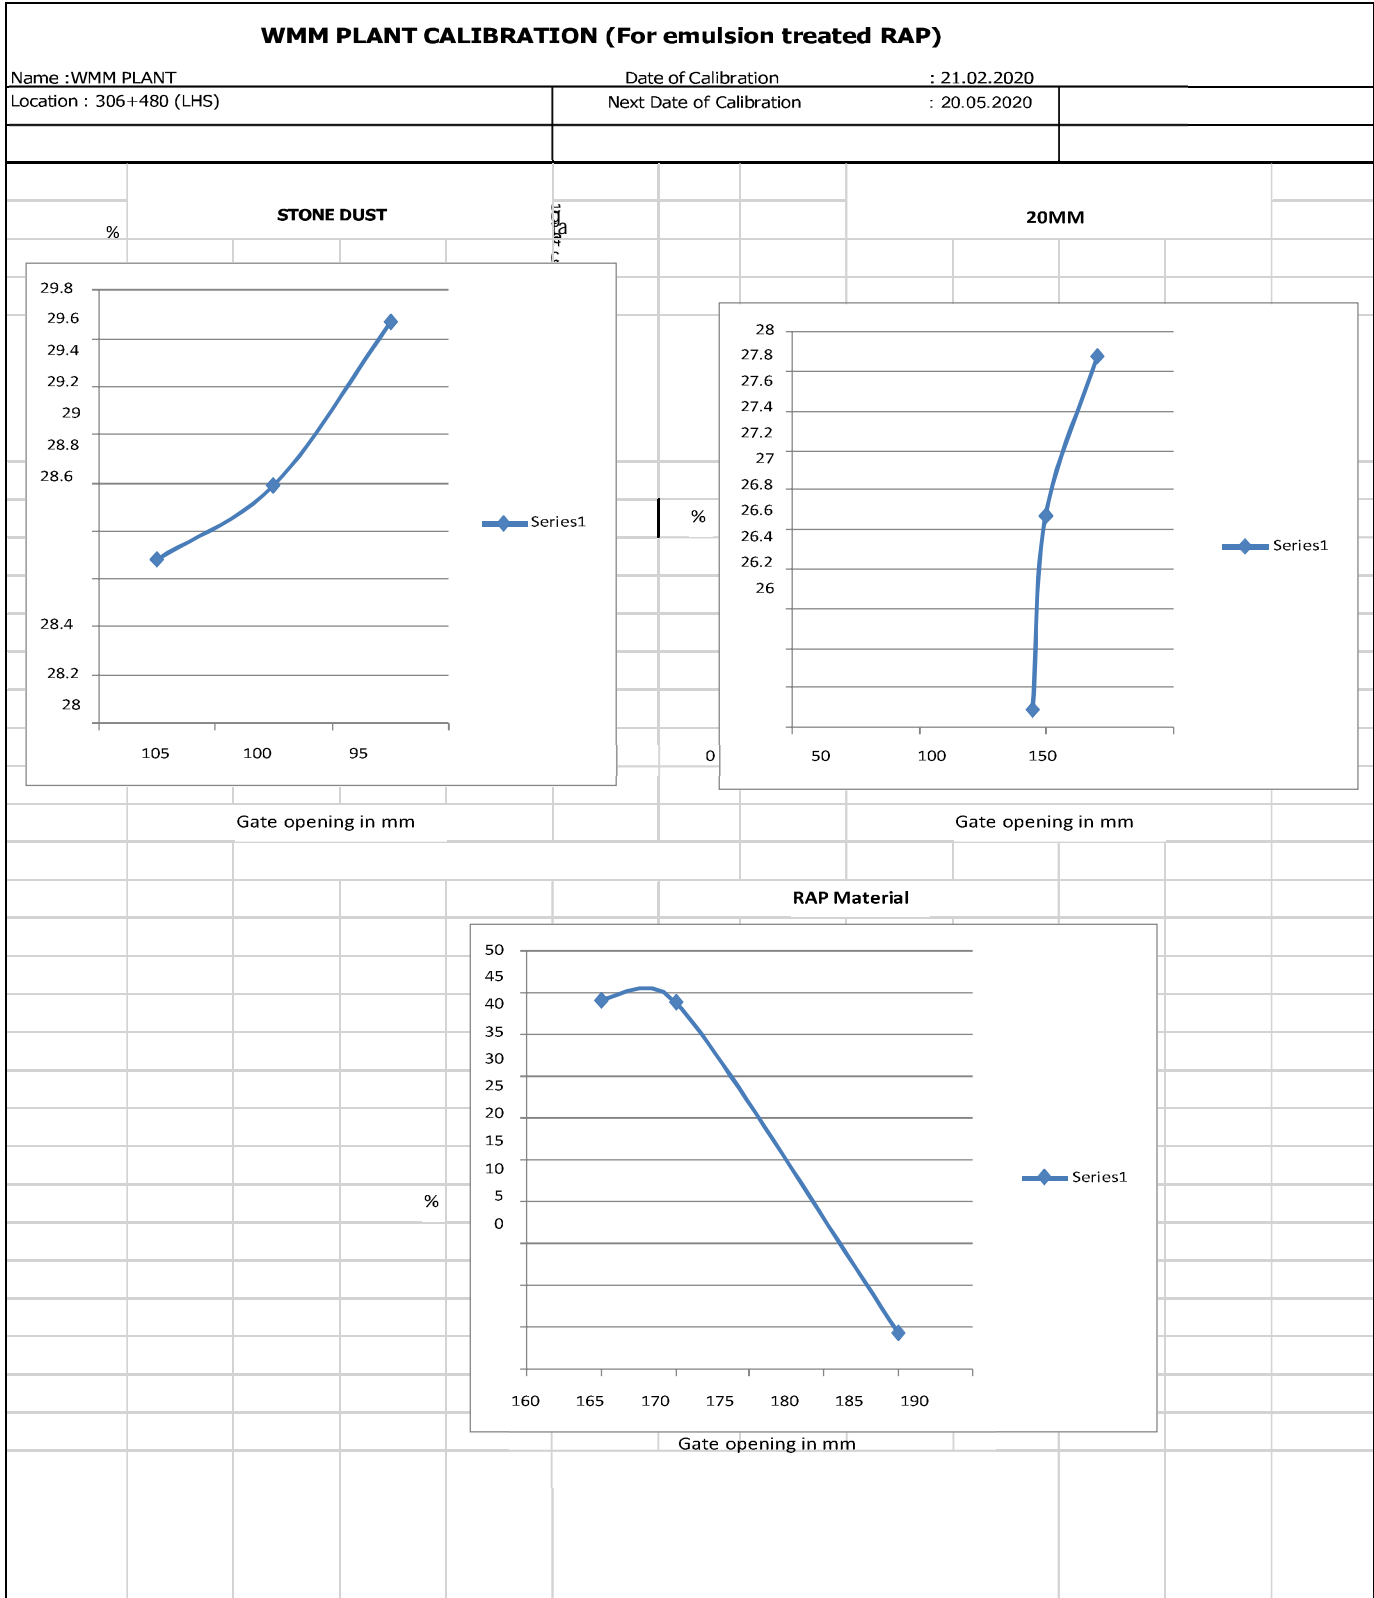 WMM PLANT CALIBRATION (For emulsion treated RAP)
Name :WMM PLANT Date of Calibration : 21.02.2020
Location : 306+480 (LHS) Next Date of Calibration : 20.05.2020
STONE DUST
%
29.8
29.6
29.4
29.2
29
28.8
28.6
28.4
28.2
28
105 100 95
Series1
Gate opening in mm
20MM
%
28
27.8
27.6
27.4
27.2
27
26.8
26.6
26.4
26.2
26
0 50 100 150
Series1
Gate opening in mm
RAP Material
%
50
45
40
35
30
25
20
15
10
5
0
160 165 170 175 180 185 190
Series1
Gate opening in mm